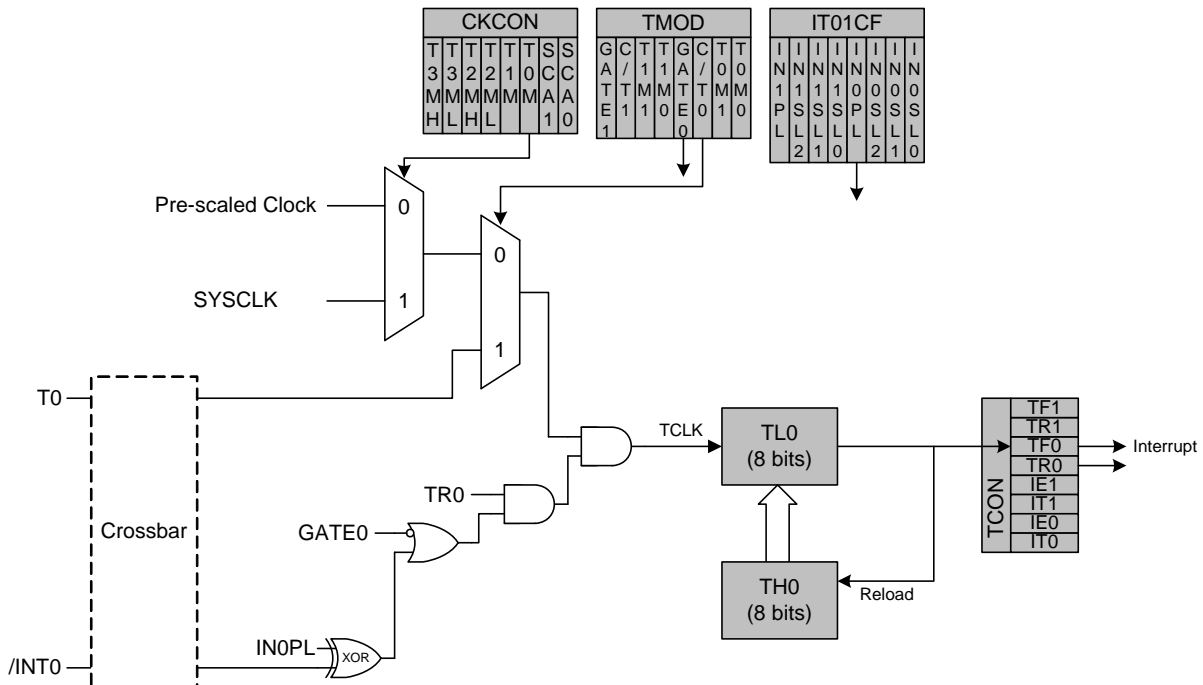 CKCON
T3MH
T3ML
T2MH
T2ML
T1M
T0M
SCA1
SCA0
TMOD
GATE1
C/T1
T1M1
T1M0
GATE0
C/T0
T0M1
T0M0
IT01CF
IN1PL
IN1SL2
IN1SL1
IN1SL0
IN0PL
IN0SL2
IN0SL1
IN0SL0
Pre-scaled Clock
0
SYSCLK
1
0
1
T0
Crossbar
/INT0
TR0
GATE0
IN0PL
XOR
TCLK
TL0
(8 bits)
TH0
(8 bits)
Reload
TCON
TF1
TR1
TF0
TR0
IE1
IT1
IE0
IT0
Interrupt